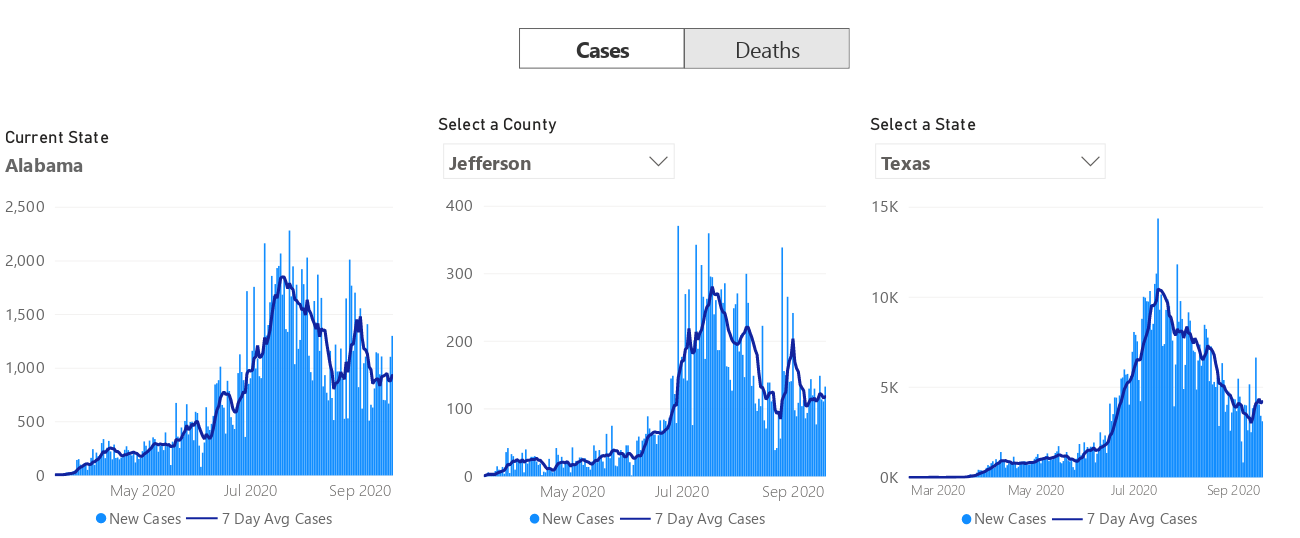 Cases Deaths
Current State
Alabama
2,500
2,000
1,500
1,000
500
0
May 2020 Jul 2020 Sep 2020
New Cases 7 Day Avg Cases
Select a County
Jefferson
400
300
200
100
0
May 2020 Jul 2020 Sep 2020
New Cases 7 Day Avg Cases
Select a State
Texas
15K
10K
5K
0K
Mar 2020 May 2020 Jul 2020 Sep 2020
New Cases 7 Day Avg Cases